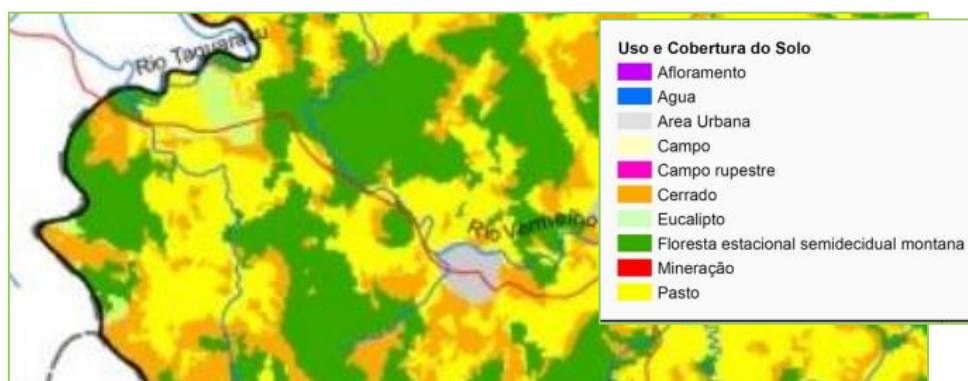 Rio Taquaraçu
Rio Vermelho
Uso e Cobertura do Solo
Afloramento
Agua
Area Urbana
Campo
Campo rupestre
Cerrado
Eucalipto
Floresta estacional semidecidual montana
Mineração
Pasto